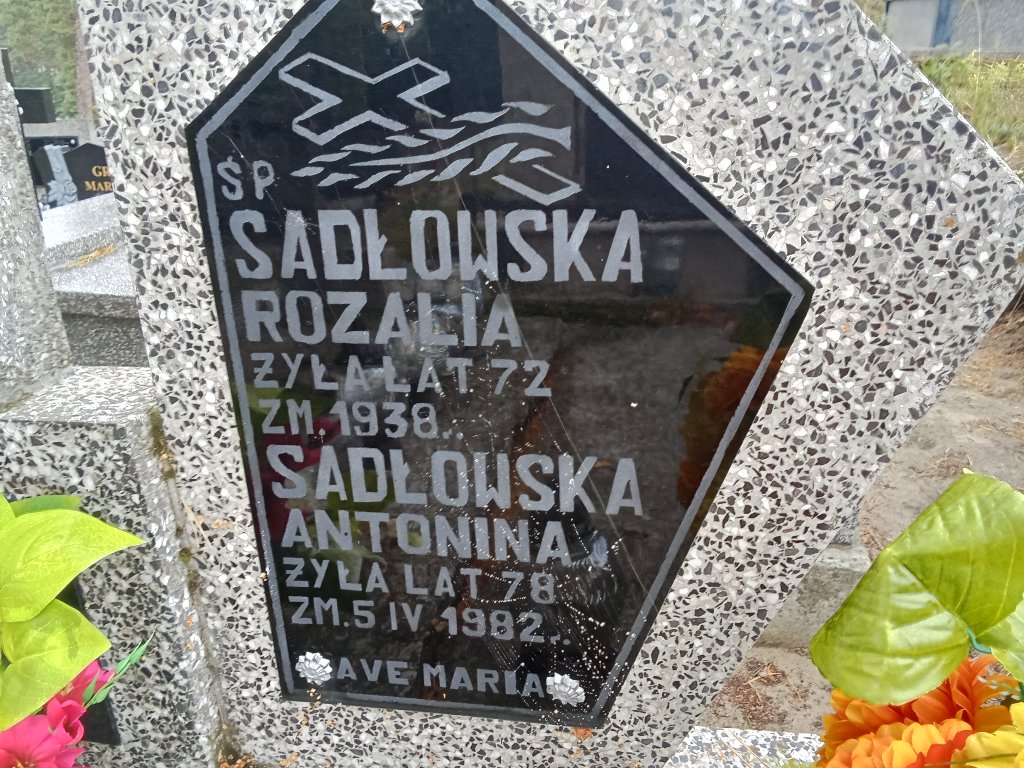 ŚP
SADŁOWSKA
ROZALIA
ŻYŁA LAT 72
ZM. 1938..
SADŁOWSKA
ANTONINA
ŻYŁA LAT 78
ZM. 5 IV 1982..
AVE MARIA